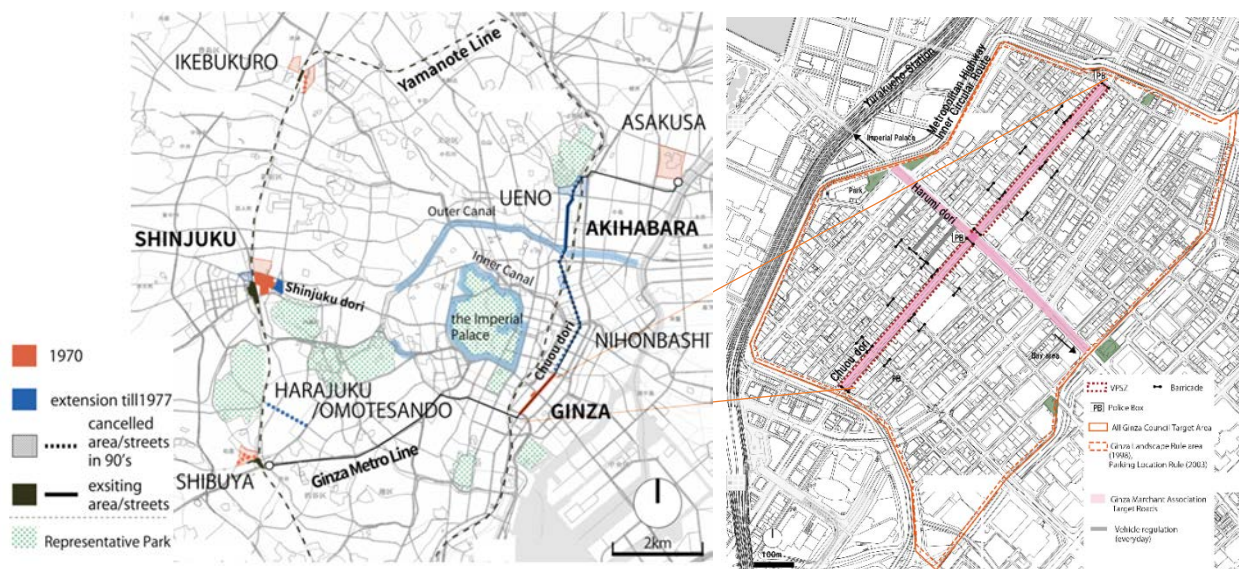 IKEBUKURO
Yamanote Line
ASAKUSA
UENO
Outer Canal
AKIHABARA
SHINJUKU
Inner Canal
Shinjuku dori
the Imperial
Palace
Chuou dori
NIHONBASHI
HARAJUKU
/OMOTESANDO
GINZA
SHIBUYA
Ginza Metro Line
2km
1970
extension till1977
cancelled
area/streets
in 90's
exsiting
area/streets
Representative Park
Yurakucho Station
Metropolitan Highway
Inner Circular Route
PB
Imperial Palace
Park
Harumi dori
PB
Chuou dori
Bay area
PB
100m
VPSZ
Barricade
PB Police Box
All Ginza Council Target Area
Ginza Landscape Rule area
(1998),
Parking Location Rule (2003)
Ginza Marchant Association
Target Roads
Vehicle regulation
(everyday)